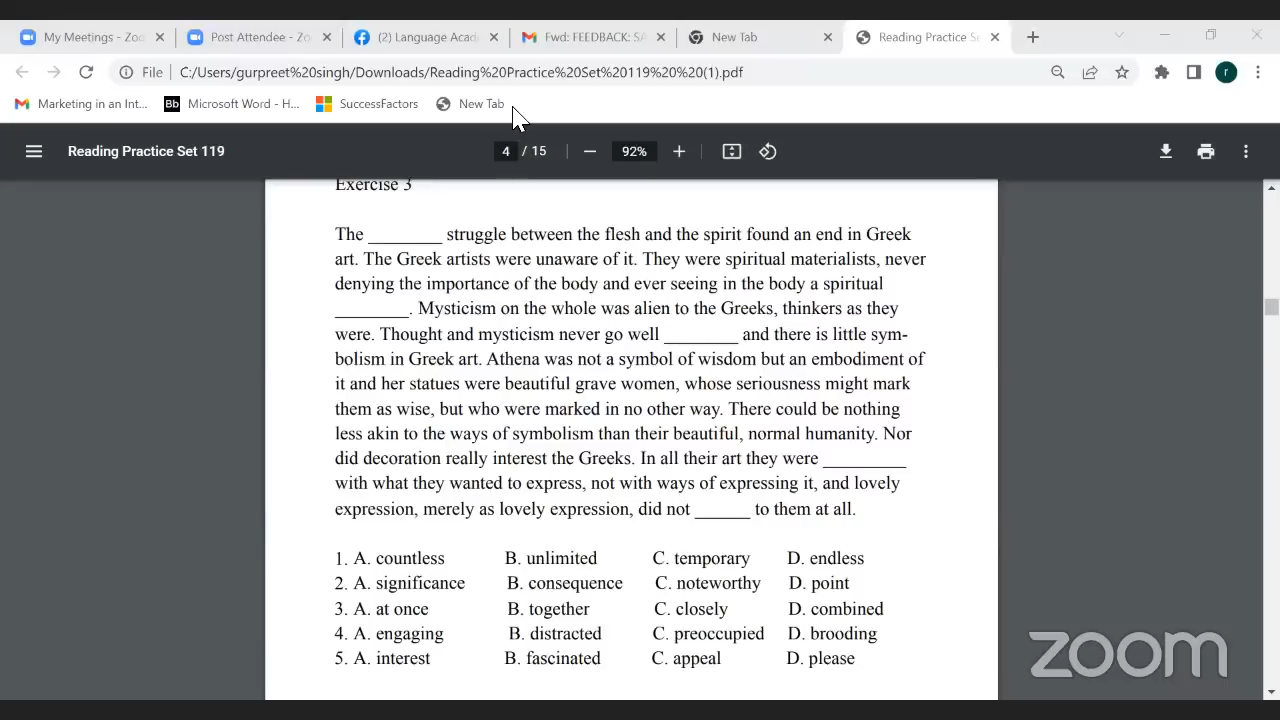 My Meetings - Zoo
Post Attendee - Zo
(2) Language Acad
Fwd: FEEDBACK: SA
New Tab
Reading Practice Se
File
C:/Users/gurpreet%20singh/Downloads/Reading%20Practice%20Set%20119%20%20(1).pdf
r
Marketing in an Int...
Bb
Microsoft Word - H...
SuccessFactors
New Tab
Reading Practice Set 119
4 / 15
92%
Exercise 3
The ________ struggle between the flesh and the spirit found an end in Greek
art. The Greek artists were unaware of it. They were spiritual materialists, never
denying the importance of the body and ever seeing in the body a spiritual
________. Mysticism on the whole was alien to the Greeks, thinkers as they
were. Thought and mysticism never go well ________ and there is little sym-
bolism in Greek art. Athena was not a symbol of wisdom but an embodiment of
it and her statues were beautiful grave women, whose seriousness might mark
them as wise, but who were marked in no other way. There could be nothing
less akin to the ways of symbolism than their beautiful, normal humanity. Nor
did decoration really interest the Greeks. In all their art they were _________
with what they wanted to express, not with ways of expressing it, and lovely
expression, merely as lovely expression, did not ______ to them at all.
1. A. countless B. unlimited C. temporary D. endless
2. A. significance B. consequence C. noteworthy D. point
3. A. at once B. together C. closely D. combined
4. A. engaging B. distracted C. preoccupied D. brooding
5. A. interest B. fascinated C. appeal D. please
zoom